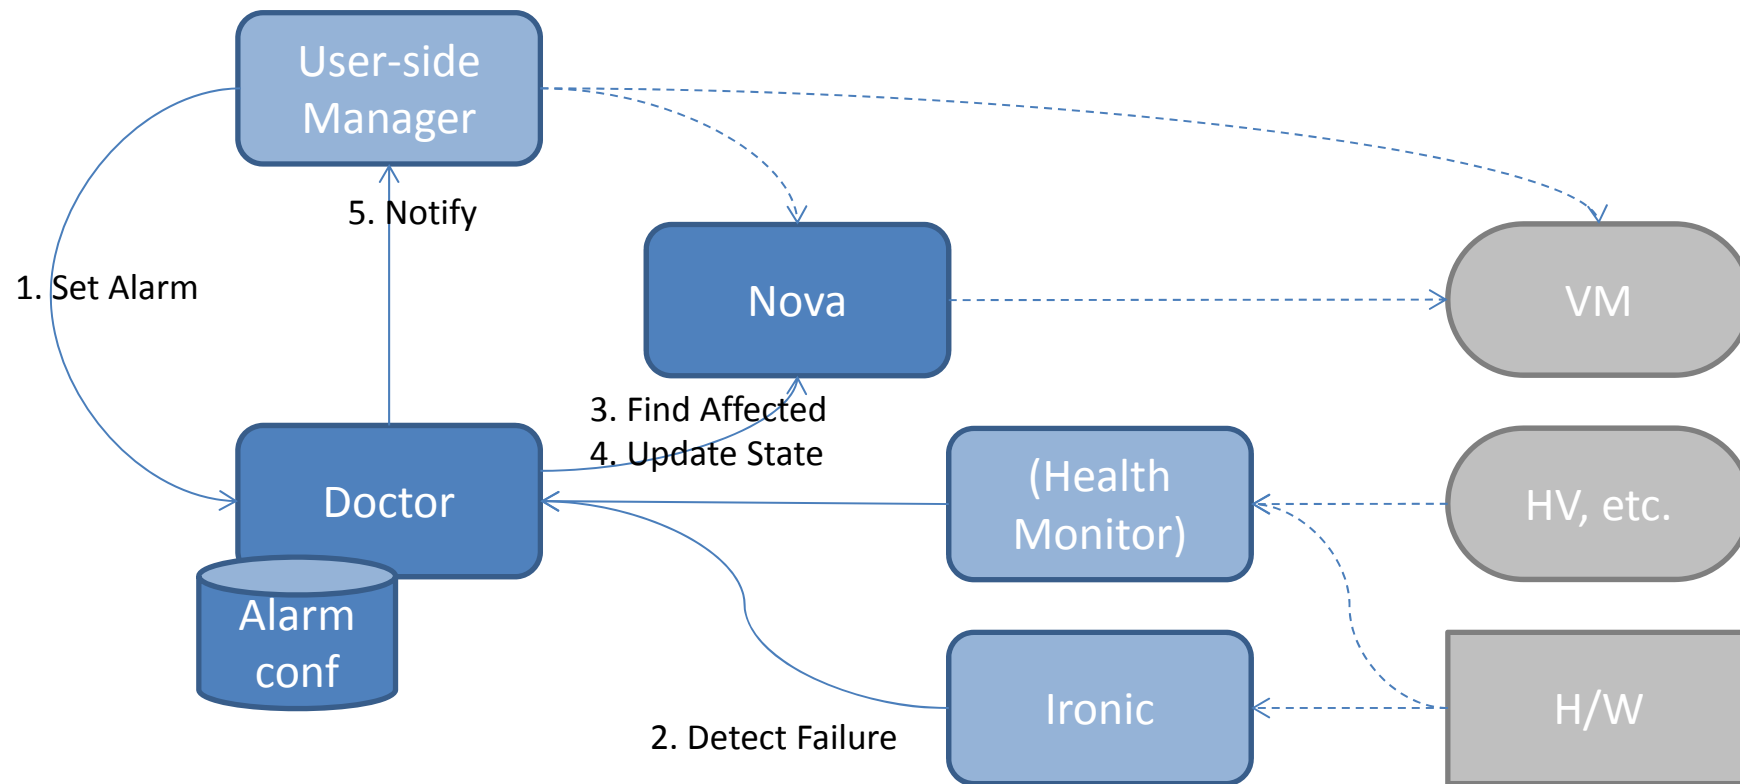 User-side
Manager
5. Notify
1. Set Alarm
Nova
VM
3. Find Affected
4. Update State
Doctor
(Health
Monitor)
HV, etc.
Alarm
conf
Ironic
H/W
2. Detect Failure